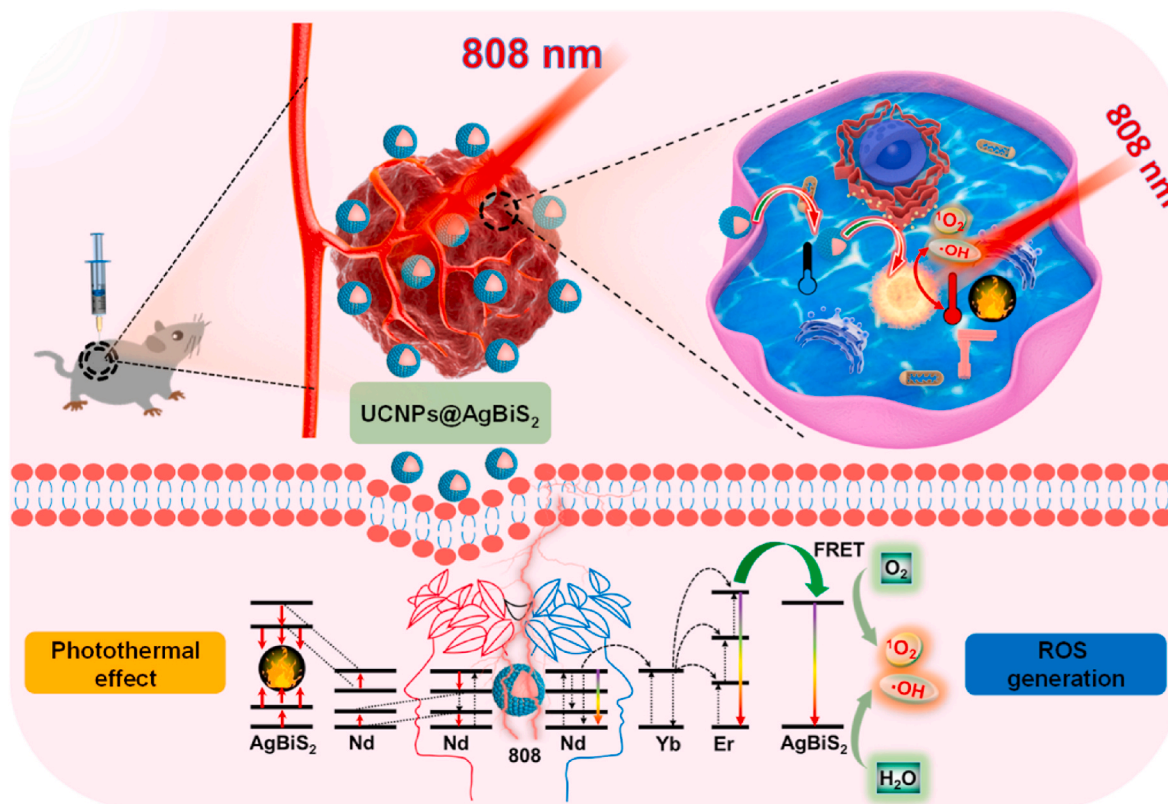 808 nm
808 nm
¹O₂
·OH
UCNPs@AgBiS₂
FRET
O₂
Photothermal
effect
¹O₂
·OH
ROS
generation
AgBiS₂
Nd
Nd
808
Nd
Yb
Er
AgBiS₂
H₂O